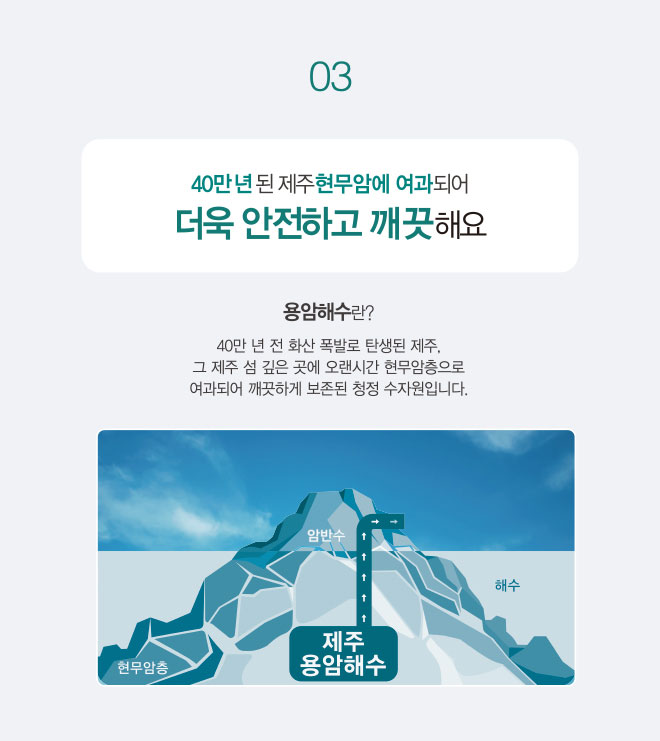 03
40만 년 된 제주현무암에 여과되어
더욱 안전하고 깨끗해요
용암해수란?
40만 년 전 화산 폭발로 탄생된 제주,
그 제주 섬 깊은 곳에 오랜시간 현무암층으로
여과되어 깨끗하게 보존된 청정 수자원입니다.
암반수
해수
제주
용암해수
현무암층